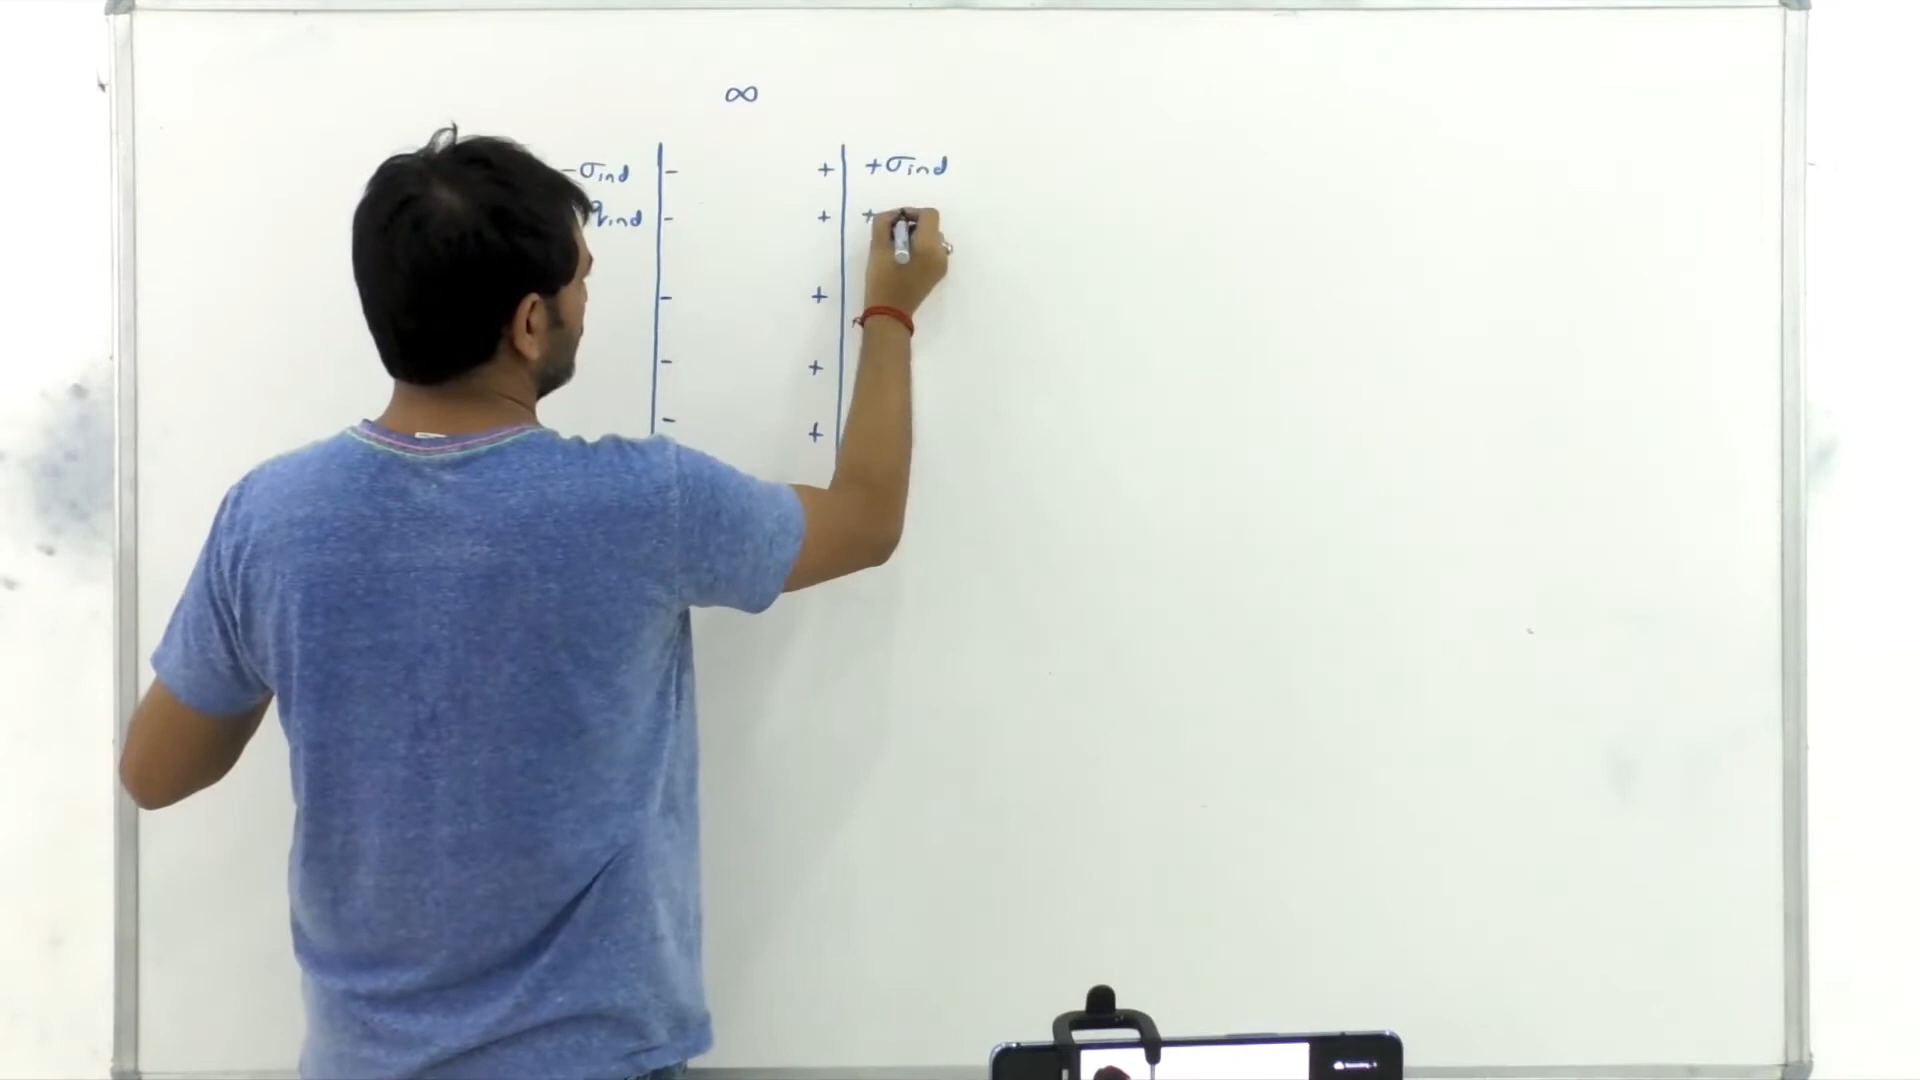 ∞
-σind - + +σind
qind - + +
- +
- +
- +